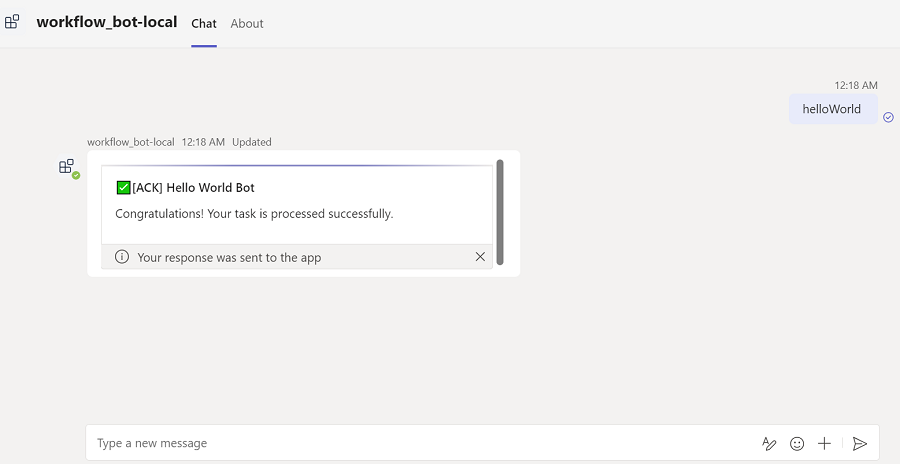 workflow_bot-local Chat About
12:18 AM
helloWorld
workflow_bot-local 12:18 AM Updated
✅[ACK] Hello World Bot
Congratulations! Your task is processed successfully.
Your response was sent to the app
Type a new message